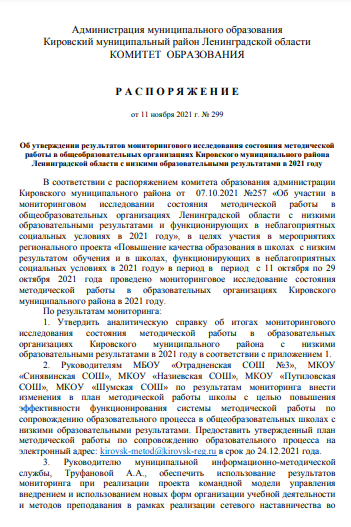 Администрация муниципального образования
Кировский муниципальный район Ленинградской области
КОМИТЕТ ОБРАЗОВАНИЯ
РАСПОРЯЖЕНИЕ
от 11 ноября 2021 г. № 299
Об утверждении результатов мониторингового исследования состояния методической
работы в общеобразовательных организациях Кировского муниципального района
Ленинградской области с низкими образовательными результатами в 2021 году
В соответствии с распоряжением комитета образования администрации
Кировского муниципального района от 07.10.2021 №257 «Об участии в
мониторинговом исследовании состояния методической работы в
общеобразовательных организациях Ленинградской области с низкими
образовательными результатами и функционирующих в неблагоприятных
социальных условиях в 2021 году», в целях участия в мероприятиях
регионального проекта «Повышение качества образования в школах с низким
результатом обучения и в школах, функционирующих в неблагоприятных
социальных условиях в 2021 году» в период в период с 11 октября по 29
октября 2021 года проведено мониторинговое исследование состояния
методической работы в образовательных организациях Кировского
муниципального района в 2021 году.
По результатам мониторинга:
1. Утвердить аналитическую справку об итогах мониторингового
исследования состояния методической работы в образовательных
организациях Кировского муниципального района с низкими
образовательными результатами в 2021 году в соответствии с приложением 1.
2. Руководителям МБОУ «Отрадненская СОШ №3», МКОУ
«Синявинская СОШ», МКОУ «Назиевская СОШ», МКОУ «Путиловская
СОШ», МКОУ «Шумская СОШ» по результатам мониторинга внести
изменения в план методической работы школы с целью повышения
эффективности функционирования системы методической работы по
сопровождению образовательного процесса в общеобразовательных школах с
низкими образовательными результатами. Предоставить утвержденный план
методической работы по сопровождению образовательного процесса на
электронный адрес: kirovsk-metod@kirovsk-reg.ru в срок до 24.12.2021 года.
3. Руководителю муниципальной информационно-методической
службы, Труфановой А.А., обеспечить использование результатов
мониторинга при реализации проекта командной модели управления
внедрением и использованием новых форм организации учебной деятельности
и методов преподавания в рамках реализации сетевого наставничества во